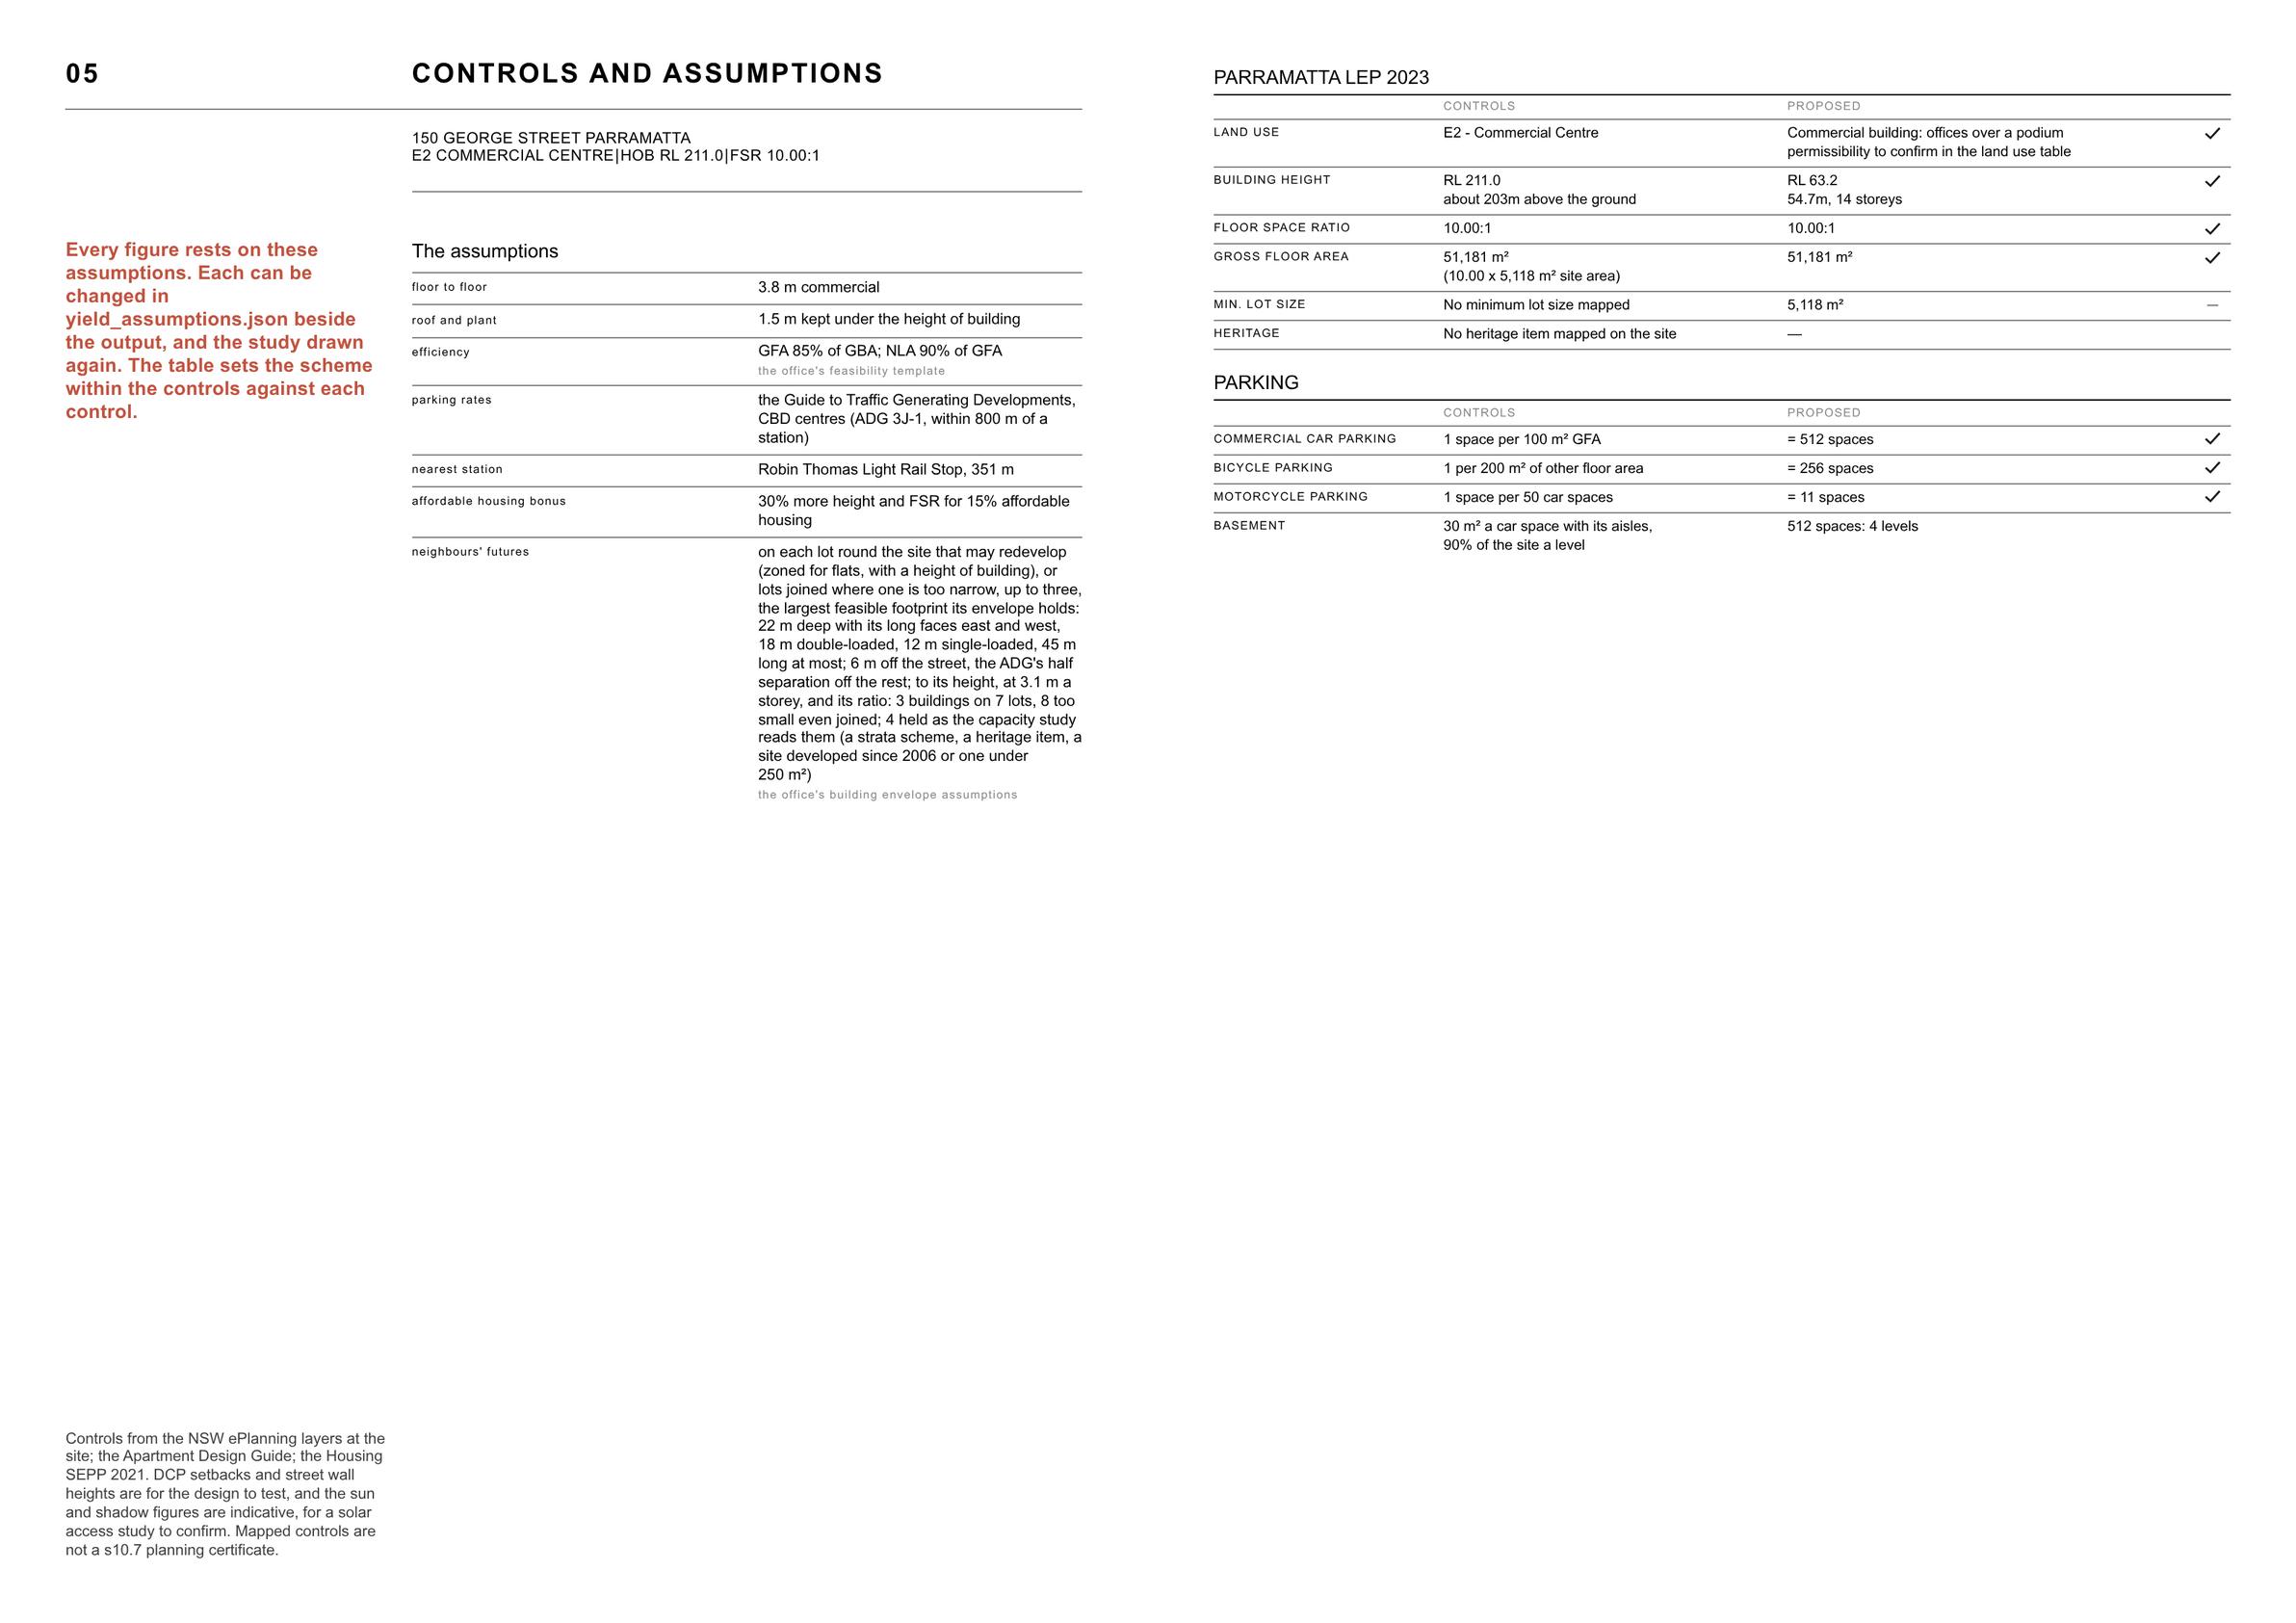 05
CONTROLS AND ASSUMPTIONS
150 GEORGE STREET PARRAMATTA
E2 COMMERCIAL CENTRE|HOB RL 211.0|FSR 10.00:1
Every figure rests on these
assumptions. Each can be
changed in
yield_assumptions.json beside
the output, and the study drawn
again. The table sets the scheme
within the controls against each
control.
The assumptions
floor to floor
3.8 m commercial
roof and plant
1.5 m kept under the height of building
efficiency
GFA 85% of GBA; NLA 90% of GFA
the office's feasibility template
parking rates
the Guide to Traffic Generating Developments,
CBD centres (ADG 3J-1, within 800 m of a
station)
nearest station
Robin Thomas Light Rail Stop, 351 m
affordable housing bonus
30% more height and FSR for 15% affordable
housing
neighbours' futures
on each lot round the site that may redevelop
(zoned for flats, with a height of building), or
lots joined where one is too narrow, up to three,
the largest feasible footprint its envelope holds:
22 m deep with its long faces east and west,
18 m double-loaded, 12 m single-loaded, 45 m
long at most; 6 m off the street, the ADG's half
separation off the rest; to its height, at 3.1 m a
storey, and its ratio: 3 buildings on 7 lots, 8 too
small even joined; 4 held as the capacity study
reads them (a strata scheme, a heritage item, a
site developed since 2006 or one under
250 m²)
the office's building envelope assumptions
Controls from the NSW ePlanning layers at the
site; the Apartment Design Guide; the Housing
SEPP 2021. DCP setbacks and street wall
heights are for the design to test, and the sun
and shadow figures are indicative, for a solar
access study to confirm. Mapped controls are
not a s10.7 planning certificate.
PARRAMATTA LEP 2023
CONTROLS PROPOSED
LAND USE
E2 - Commercial Centre
Commercial building: offices over a podium
permissibility to confirm in the land use table
✓
BUILDING HEIGHT
RL 211.0
about 203m above the ground
RL 63.2
54.7m, 14 storeys
✓
FLOOR SPACE RATIO
10.00:1
10.00:1
✓
GROSS FLOOR AREA
51,181 m²
(10.00 x 5,118 m² site area)
51,181 m²
✓
MIN. LOT SIZE
No minimum lot size mapped
5,118 m²
–
HERITAGE
No heritage item mapped on the site
—
PARKING
CONTROLS PROPOSED
COMMERCIAL CAR PARKING
1 space per 100 m² GFA
= 512 spaces
✓
BICYCLE PARKING
1 per 200 m² of other floor area
= 256 spaces
✓
MOTORCYCLE PARKING
1 space per 50 car spaces
= 11 spaces
✓
BASEMENT
30 m² a car space with its aisles,
90% of the site a level
512 spaces: 4 levels